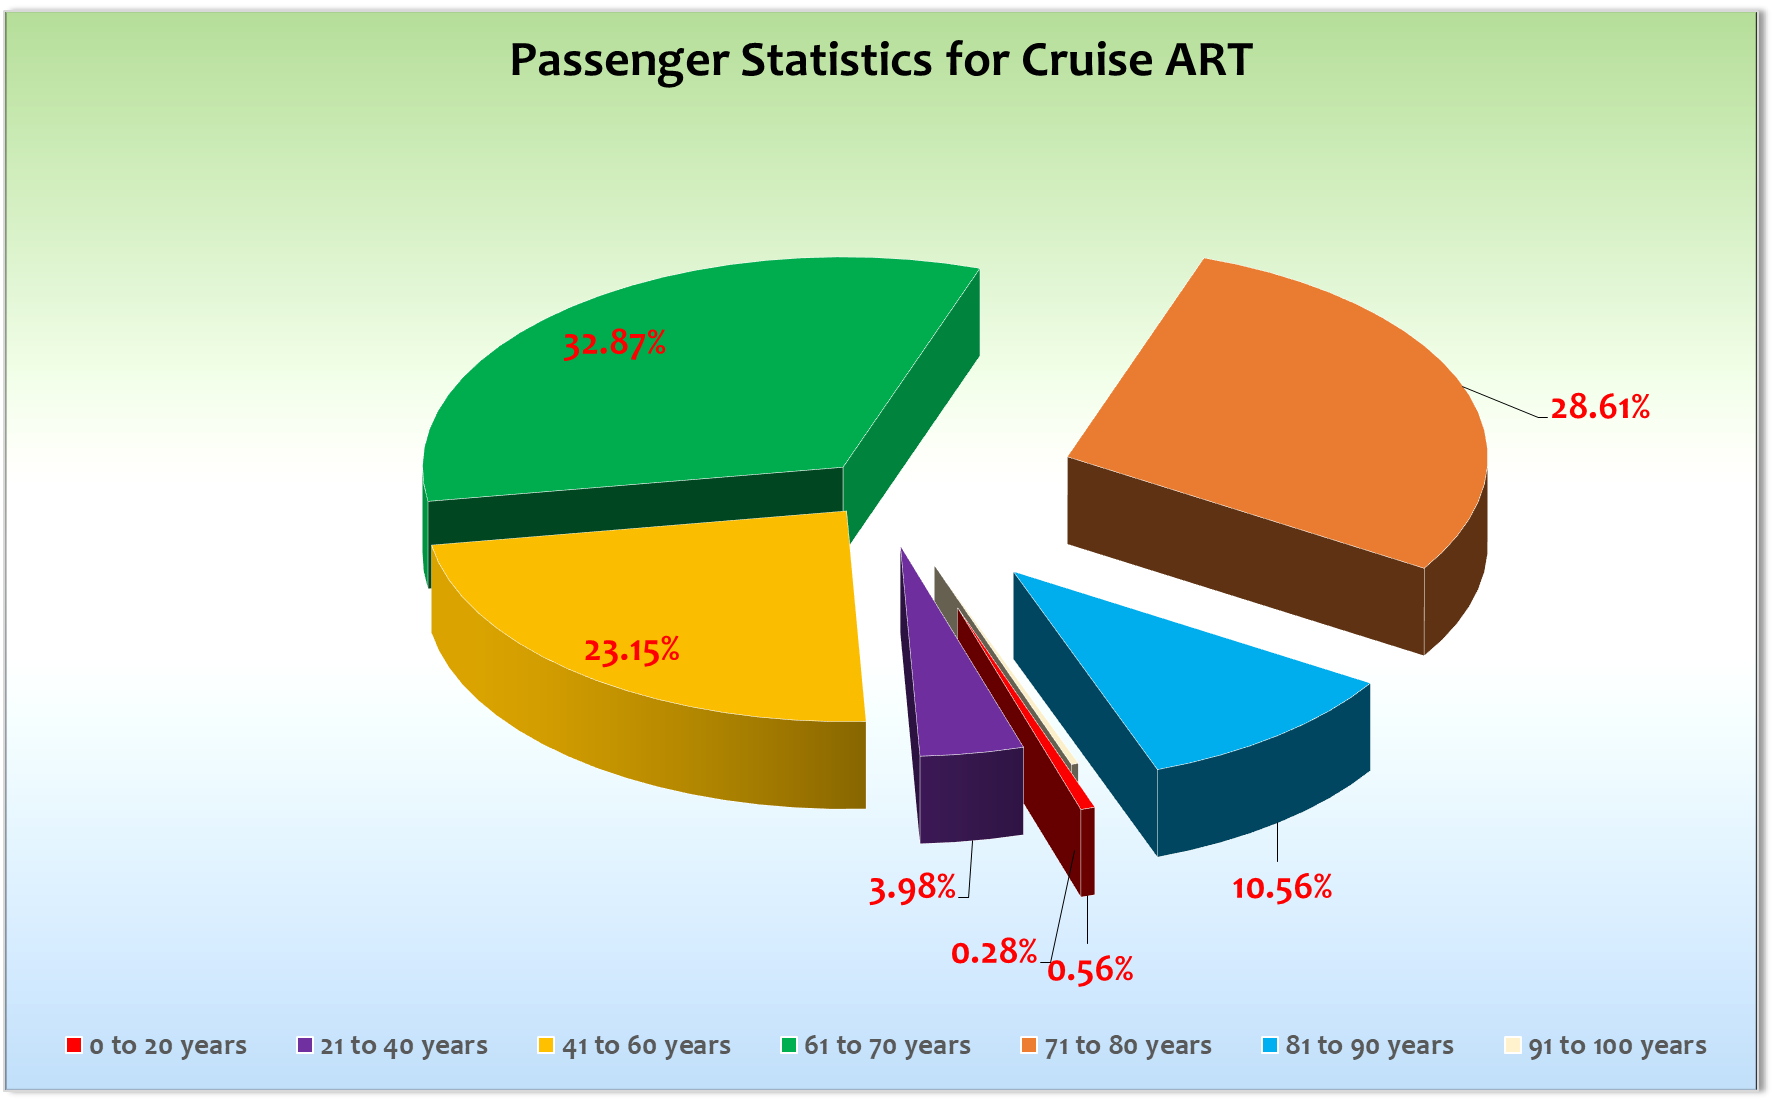 Passenger Statistics for Cruise ART
32.87%
28.61%
23.15%
3.98%
10.56%
0.28%
0.56%
0 to 20 years
21 to 40 years
41 to 60 years
61 to 70 years
71 to 80 years
81 to 90 years
91 to 100 years